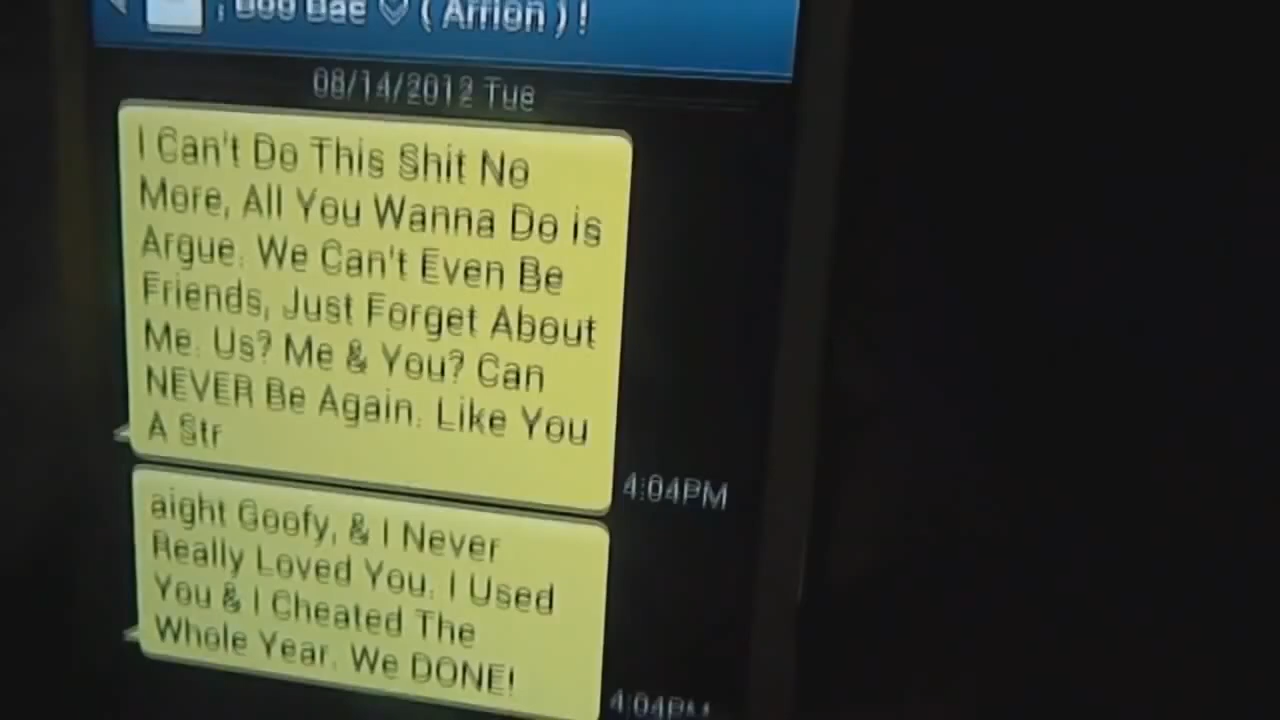 ; Boo Bae ♡ ( Arrion ) !
08/14/2012 Tue
I Can't Do This Shit No
More, All You Wanna Do is
Argue. We Can't Even Be
Friends, Just Forget About
Me. Us? Me & You? Can
NEVER Be Again. Like You
A Str
4:04PM
aight Goofy, & I Never
Really Loved You. I Used
You & I Cheated The
Whole Year. We DONE!
4:04PM